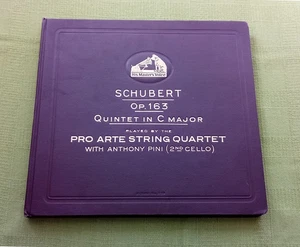 "His Master's Voice"
SCHUBERT
OP. 163
QUINTET IN C MAJOR
PLAYED BY THE
PRO ARTE STRING QUARTET
WITH ANTHONY PINI (2ND CELLO)